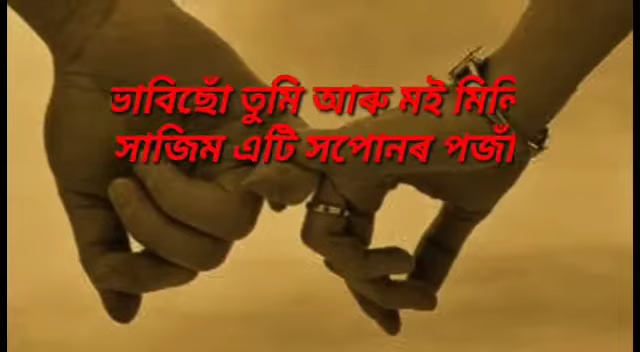 ভাবিছোঁ তুমি আৰু মই মিলি
সাজিম এটি সপোনৰ পজাঁ